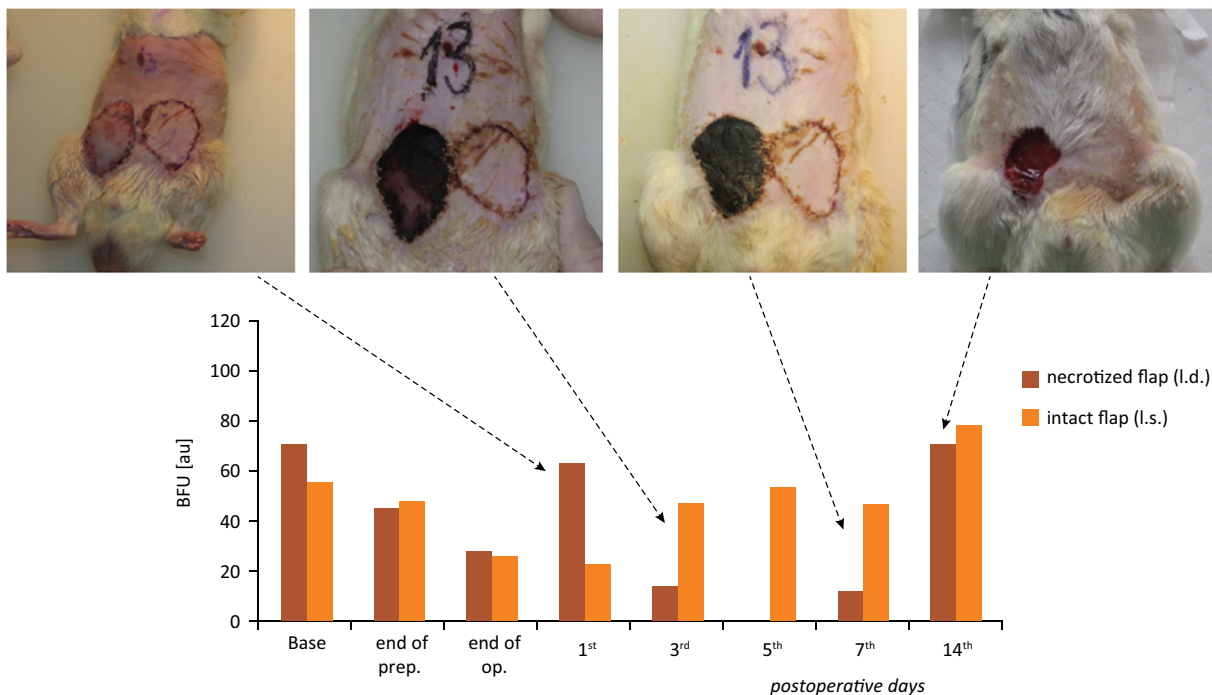 13
13
120
100
80
60
40
20
0
BFU [au]
necrotized flap (l.d.)
intact flap (l.s.)
Base
end of
prep.
end of
op.
1st
3rd
5th
7th
14th
postoperative days